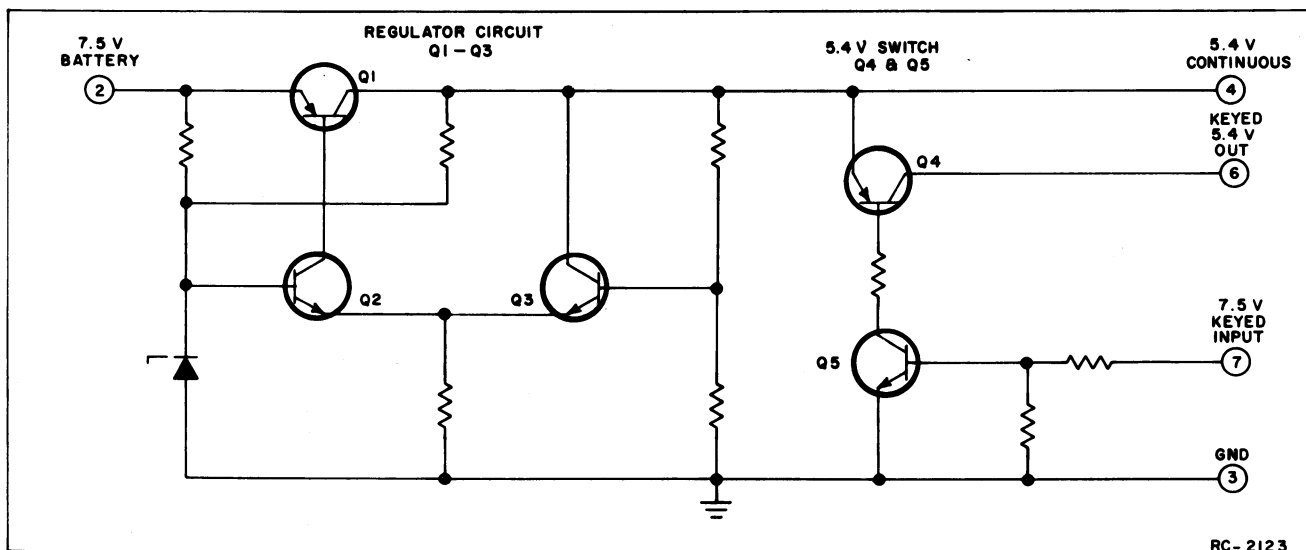 7.5 V
BATTERY
2
REGULATOR CIRCUIT
Q1-Q3
Q1
5.4 V SWITCH
Q4 & Q5
5.4 V
CONTINUOUS
4
KEYED
5.4 V
OUT
6
Q4
Q2
Q3
7.5 V
KEYED
INPUT
7
Q5
GND
3
RC-2123